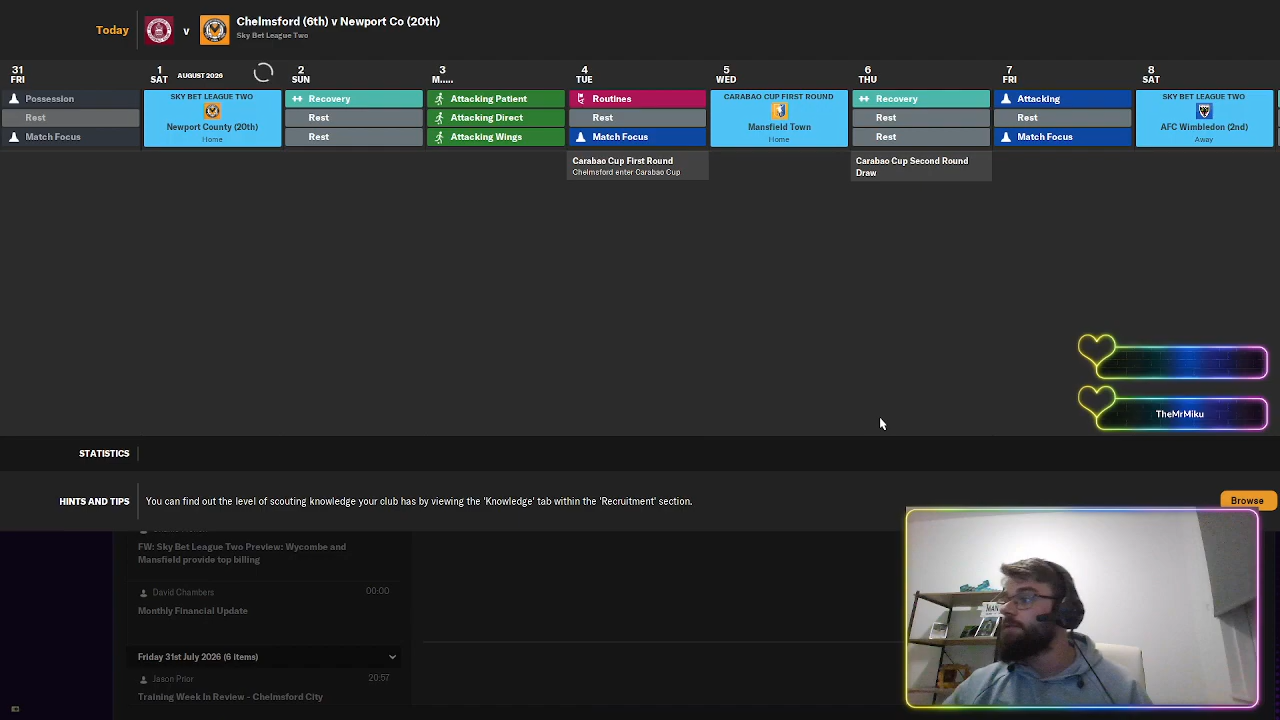 Today
v
Chelmsford (6th) v Newport Co (20th)
Sky Bet League Two
31
FRI
1
SAT
AUGUST 2026
2
SUN
3
M.....
4
TUE
5
WED
6
THU
7
FRI
8
SAT
Possession
Rest
Match Focus
SKY BET LEAGUE TWO
Newport County (20th)
Home
Recovery
Rest
Rest
Attacking Patient
Attacking Direct
Attacking Wings
Routines
Rest
Match Focus
CARABAO CUP FIRST ROUND
Mansfield Town
Home
Recovery
Rest
Rest
Attacking
Rest
Match Focus
SKY BET LEAGUE TWO
AFC Wimbledon (2nd)
Away
Carabao Cup First Round
Chelmsford enter Carabao Cup
Carabao Cup Second Round
Draw
TheMrMiku
STATISTICS
HINTS AND TIPS
You can find out the level of scouting knowledge your club has by viewing the 'Knowledge' tab within the 'Recruitment' section.
Browse
FW: Sky Bet League Two Preview: Wycombe and
Mansfield provide top billing
David Chambers
00:00
Monthly Financial Update
Friday 31st July 2026 (6 items)
Jason Prior
20:57
Training Week In Review - Chelmsford City